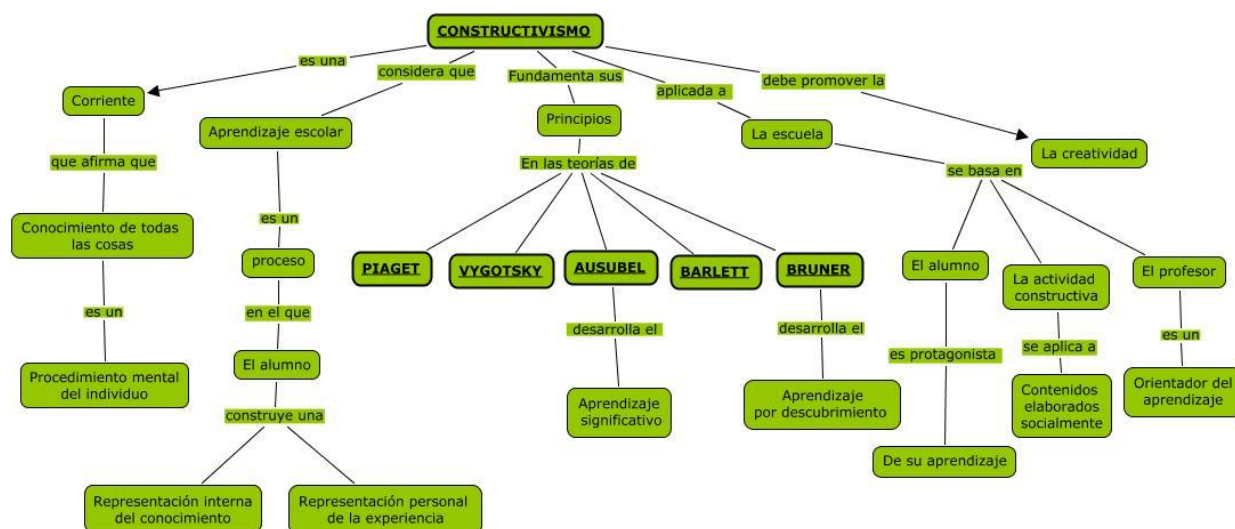 CONSTRUCTIVISMO
es una
considera que
Fundamenta sus
aplicada a
debe promover la
Corriente
Aprendizaje escolar
Principios
La escuela
La creatividad
que afirma que
En las teorías de
se basa en
Conocimiento de todas
las cosas
es un
proceso
PIAGET
VYGOTSKY
AUSUBEL
BARLETT
BRUNER
El alumno
La actividad
constructiva
El profesor
es un
en el que
desarrolla el
desarrolla el
es protagonista
se aplica a
es un
Procedimiento mental
del individuo
El alumno
Aprendizaje
significativo
Aprendizaje
por descubrimiento
Contenidos
elaborados
socialmente
Orientador del
aprendizaje
construye una
De su aprendizaje
Representación interna
del conocimiento
Representación personal
de la experiencia